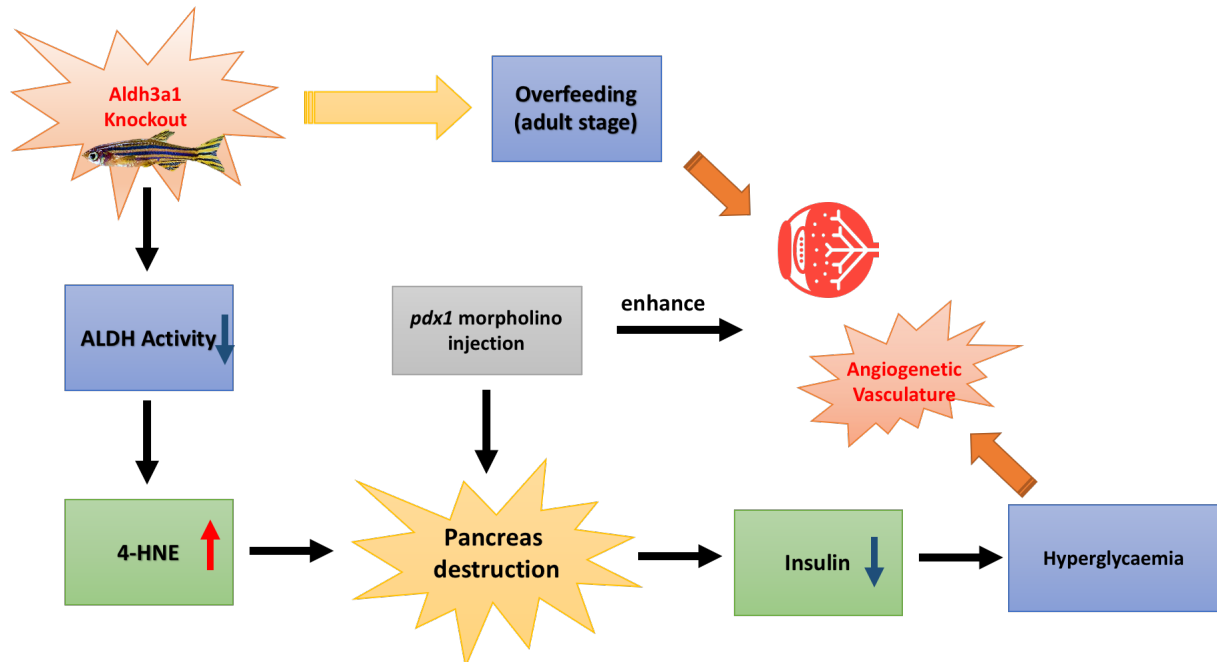 Aldh3a1
Knockout
Overfeeding
(adult stage)
ALDH Activity
pdx1 morpholino
injection
enhance
Angiogenetic
Vasculature
4-HNE
Pancreas
destruction
Insulin
Hyperglycaemia